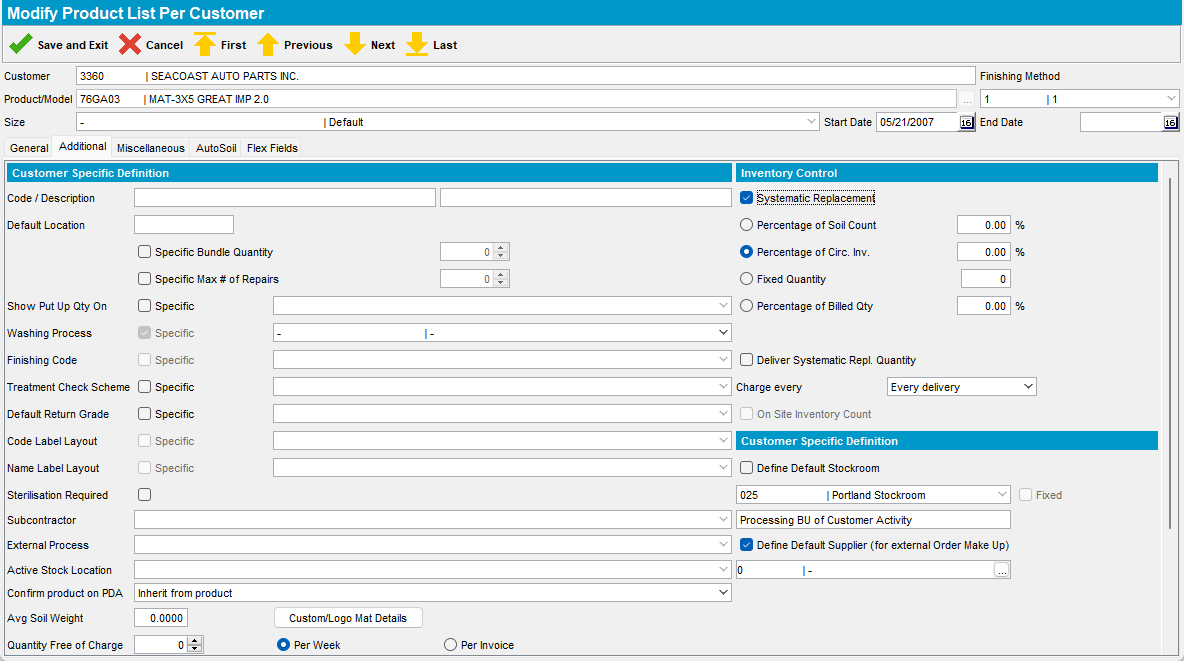 Modify Product List Per Customer
Save and Exit Cancel First Previous Next Last
Customer 3360 | SEACOAST AUTO PARTS INC. Finishing Method
Product/Model 76GA03 | MAT-3X5 GREAT IMP 2.0 ... 1 | 1
Size - | Default Start Date 05/21/2007 16 End Date 16
General Additional Miscellaneous AutoSoil Flex Fields
Customer Specific Definition
Code / Description
Default Location
Specific Bundle Quantity 0
Specific Max # of Repairs 0
Show Put Up Qty On Specific
Washing Process Specific - | -
Finishing Code Specific
Treatment Check Scheme Specific
Default Return Grade Specific
Code Label Layout Specific
Name Label Layout Specific
Sterilisation Required
Subcontractor
External Process
Active Stock Location
Confirm product on PDA Inherit from product
Avg Soil Weight 0.0000 Custom/Logo Mat Details
Quantity Free of Charge 0 Per Week Per Invoice
Inventory Control
Systematic Replacement
Percentage of Soil Count 0.00 %
Percentage of Circ. Inv. 0.00 %
Fixed Quantity 0
Percentage of Billed Qty 0.00 %
Deliver Systematic Repl. Quantity
Charge every Every delivery
On Site Inventory Count
Customer Specific Definition
Define Default Stockroom
025 | Portland Stockroom Fixed
Processing BU of Customer Activity
Define Default Supplier (for external Order Make Up)
0 | - ...